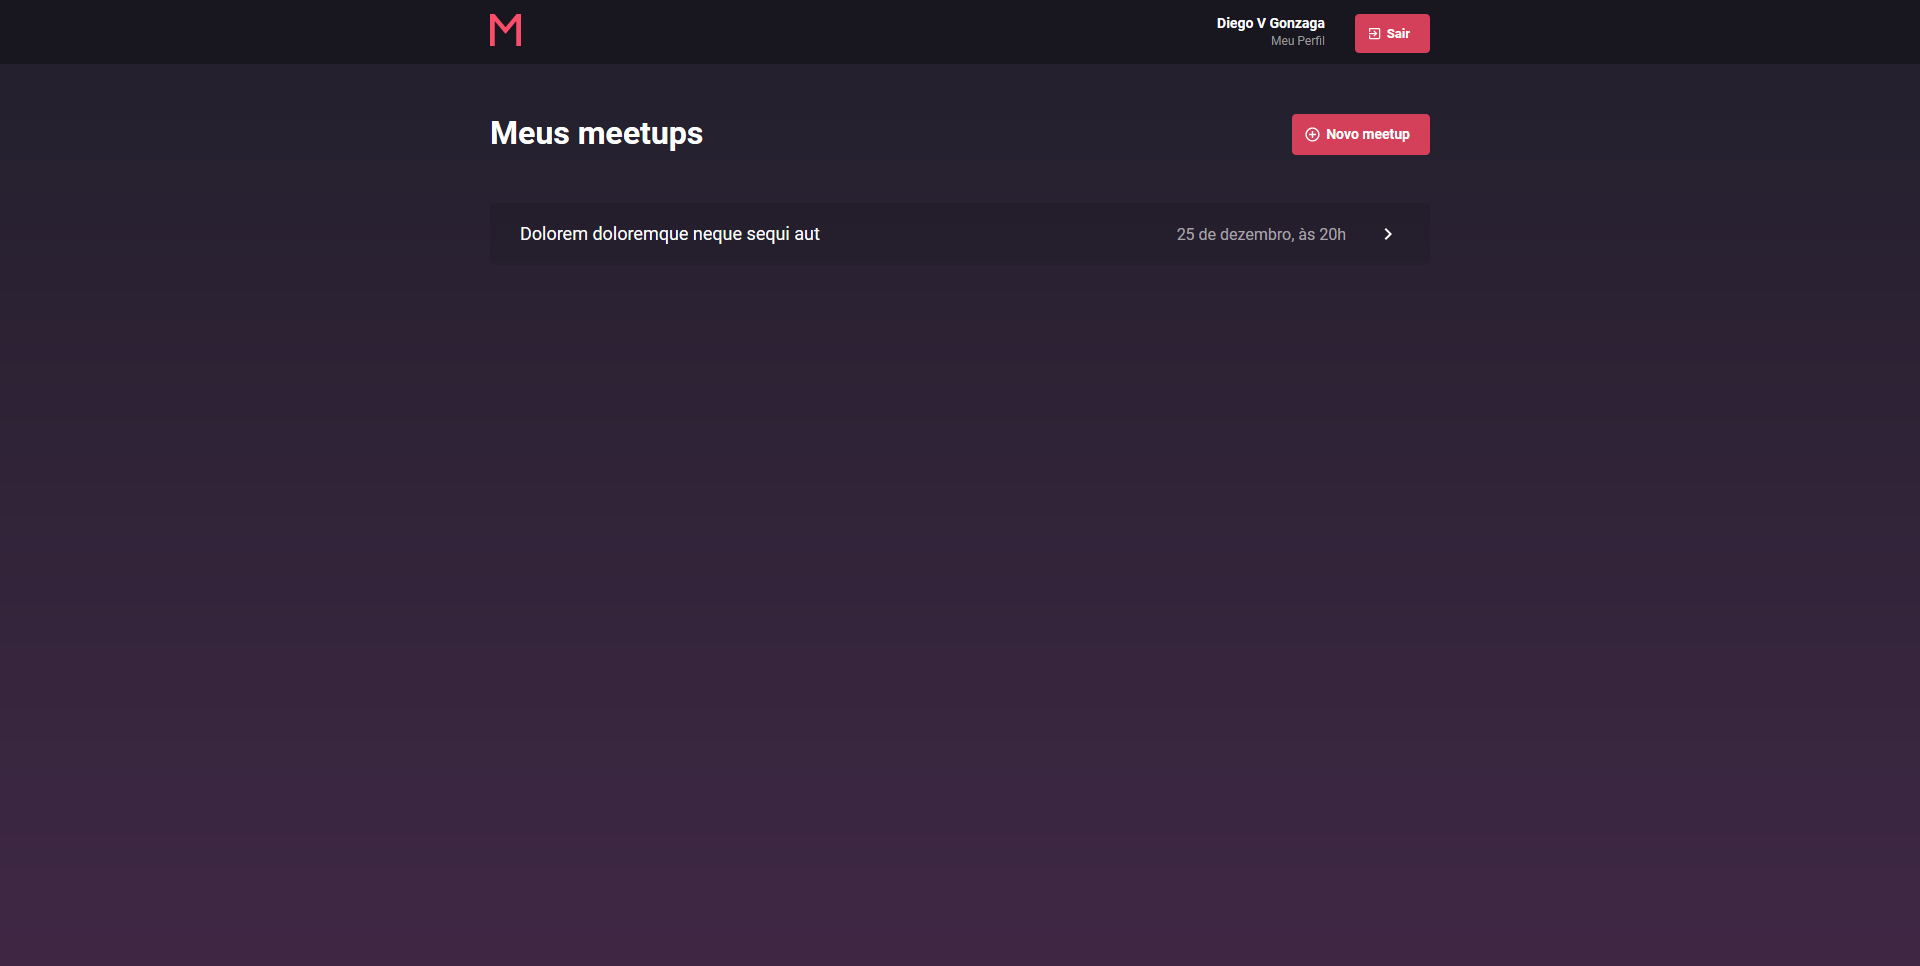 M
Diego V Gonzaga
Meu Perfil
Sair
Meus meetups
Novo meetup
Dolorem doloremque neque sequi aut
25 de dezembro, às 20h